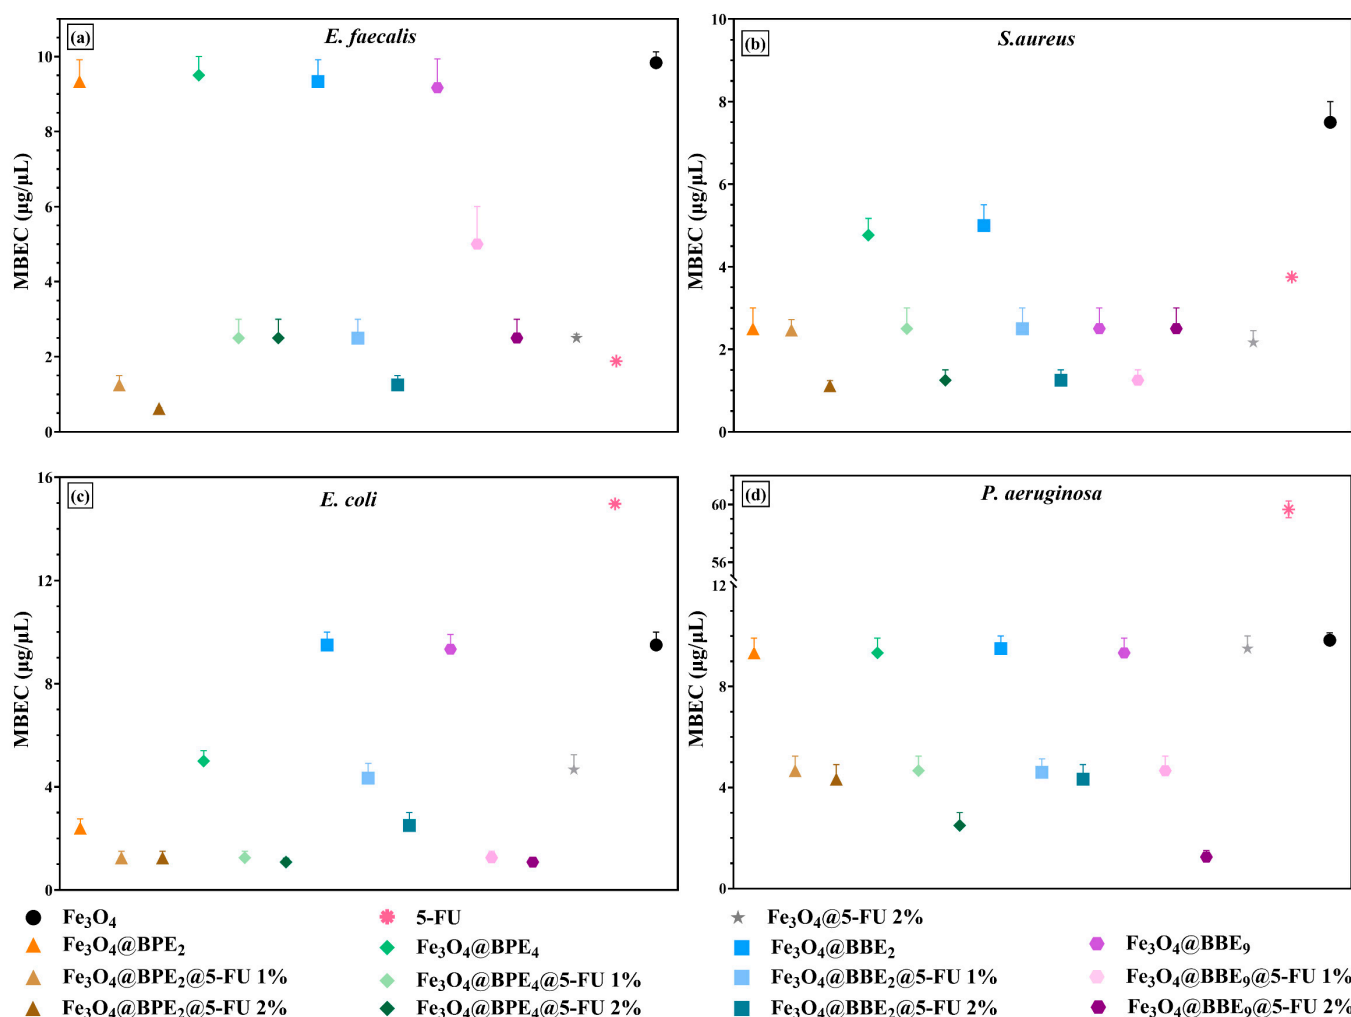 (a)
E. faecalis
MBEC (µg/µL)
10
8
6
4
2
0
(b)
S.aureus
MBEC (µg/µL)
10
8
6
4
2
0
(c)
E. coli
MBEC (µg/µL)
16
12
8
4
0
(d)
P. aeruginosa
MBEC (µg/µL)
60
56
12
8
4
0
Fe₃O₄
5-FU
Fe₃O₄@5-FU 2%
Fe₃O₄@BPE₂
Fe₃O₄@BPE₄
Fe₃O₄@BBE₂
Fe₃O₄@BBE₉
Fe₃O₄@BPE₂@5-FU 1%
Fe₃O₄@BPE₄@5-FU 1%
Fe₃O₄@BBE₂@5-FU 1%
Fe₃O₄@BBE₉@5-FU 1%
Fe₃O₄@BPE₂@5-FU 2%
Fe₃O₄@BPE₄@5-FU 2%
Fe₃O₄@BBE₂@5-FU 2%
Fe₃O₄@BBE₉@5-FU 2%